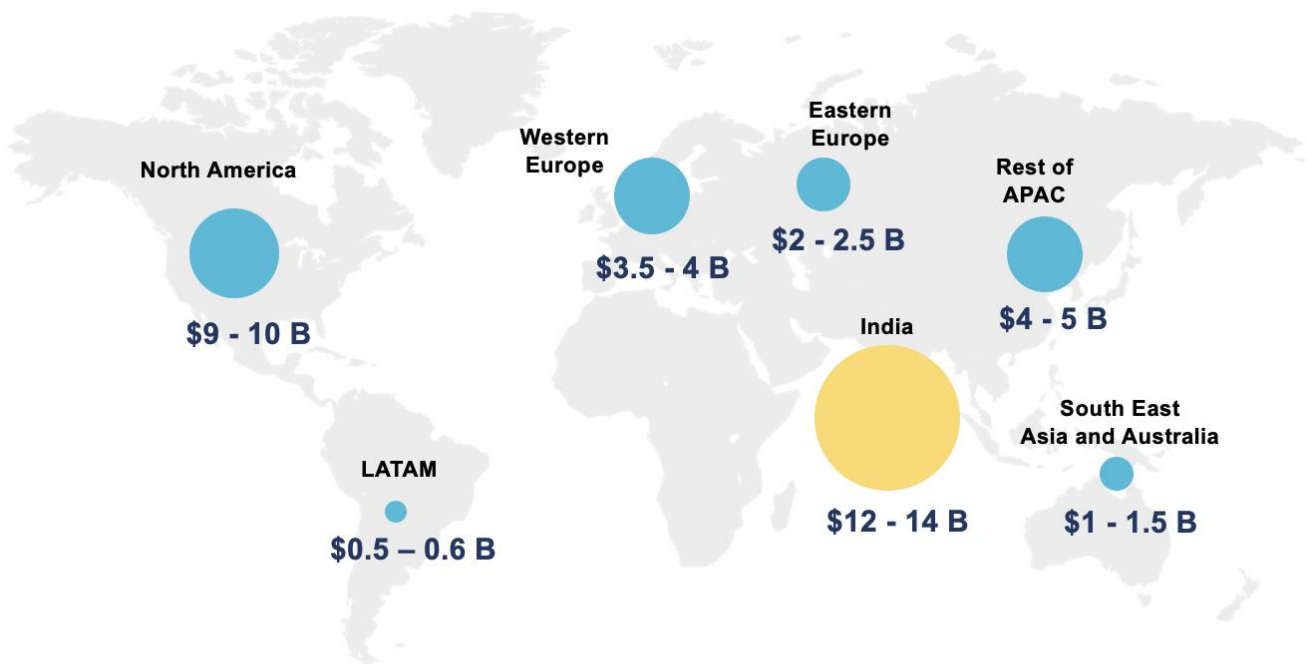 North America
$9 - 10 B
LATAM
$0.5 – 0.6 B
Western
Europe
$3.5 - 4 B
Eastern
Europe
$2 - 2.5 B
Rest of
APAC
$4 - 5 B
India
$12 - 14 B
South East
Asia and Australia
$1 - 1.5 B